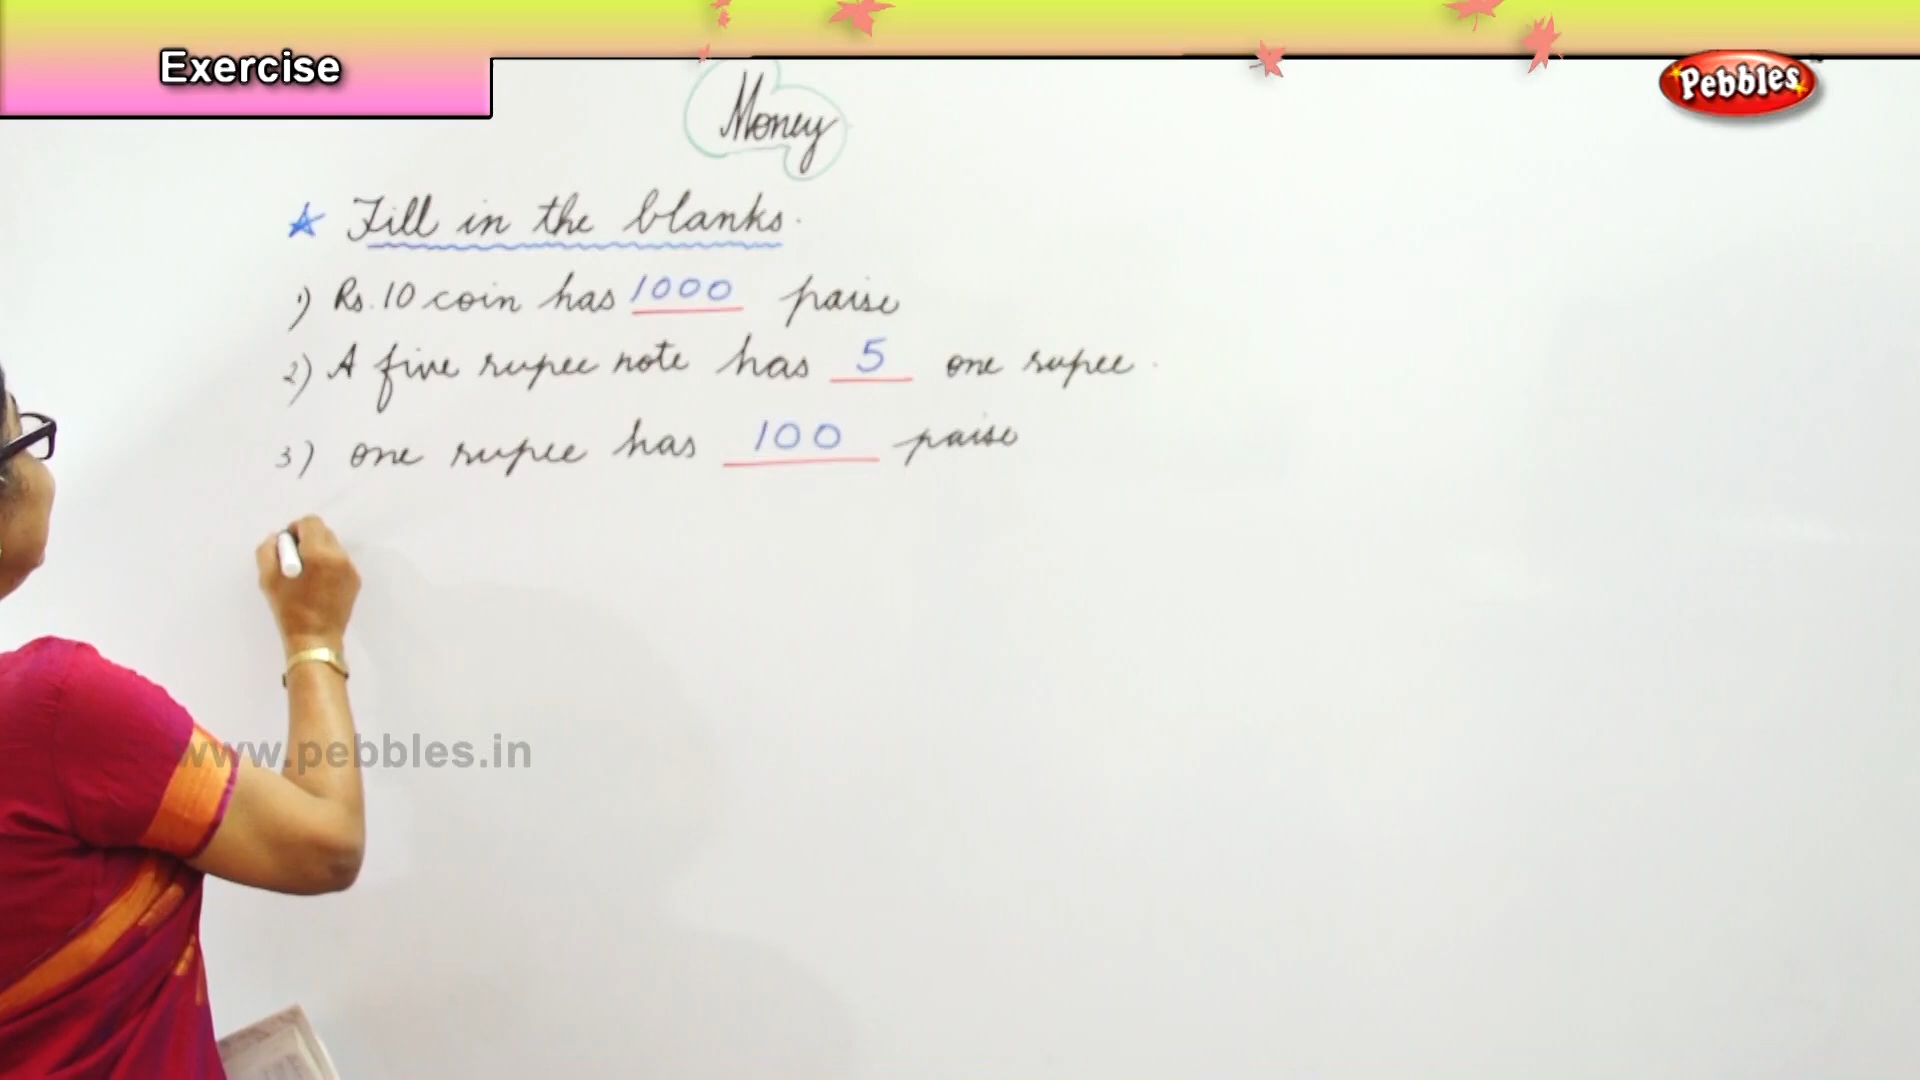 Exercise
Pebbles
Money
Fill in the blanks.
1) Rs. 10 coin has 1000 paise
2) A five rupee note has 5 one rupee.
3) one rupee has 100 paise
www.pebbles.in